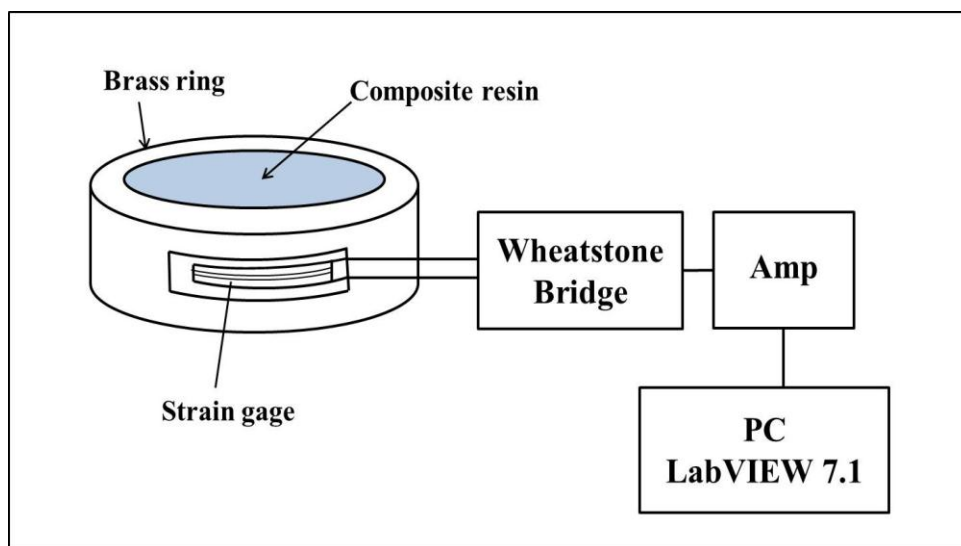 Brass ring
Composite resin
Wheatstone
Bridge
Amp
Strain gage
PC
LabVIEW 7.1